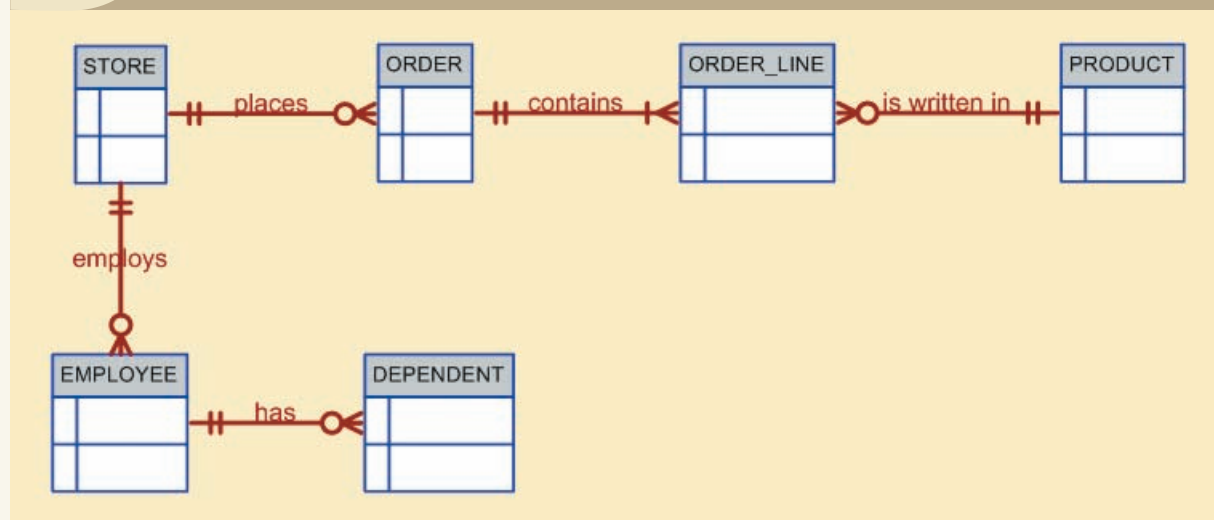 STORE
places
ORDER
contains
ORDER_LINE
is written in
PRODUCT
employs
EMPLOYEE
has
DEPENDENT